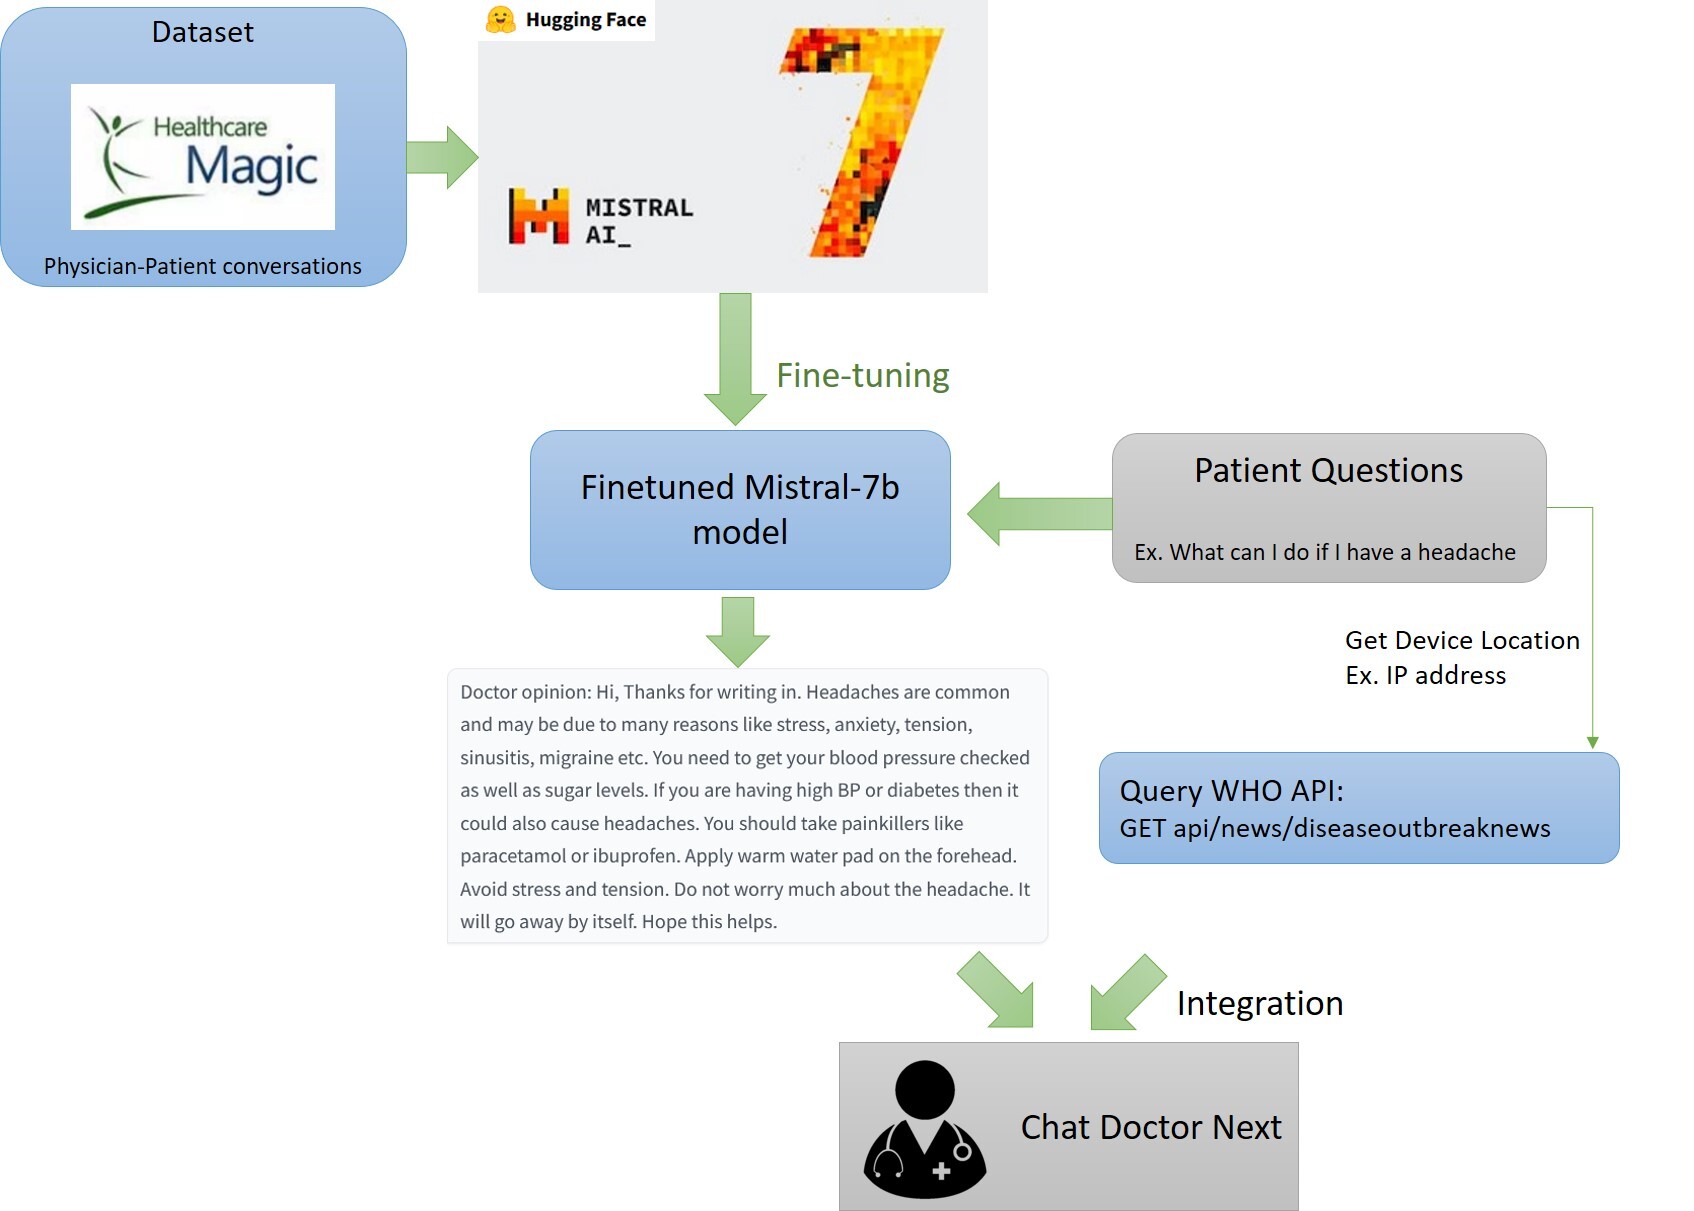 Dataset
Healthcare
Magic
Physician-Patient conversations
Hugging Face
MISTRAL
AI_
7
Fine-tuning
Finetuned Mistral-7b
model
Patient Questions
Ex. What can I do if I have a headache
Get Device Location
Ex. IP address
Query WHO API:
GET api/news/diseaseoutbreaknews
Doctor opinion: Hi, Thanks for writing in. Headaches are common
and may be due to many reasons like stress, anxiety, tension,
sinusitis, migraine etc. You need to get your blood pressure checked
as well as sugar levels. If you are having high BP or diabetes then it
could also cause headaches. You should take painkillers like
paracetamol or ibuprofen. Apply warm water pad on the forehead.
Avoid stress and tension. Do not worry much about the headache. It
will go away by itself. Hope this helps.
Integration
Chat Doctor Next